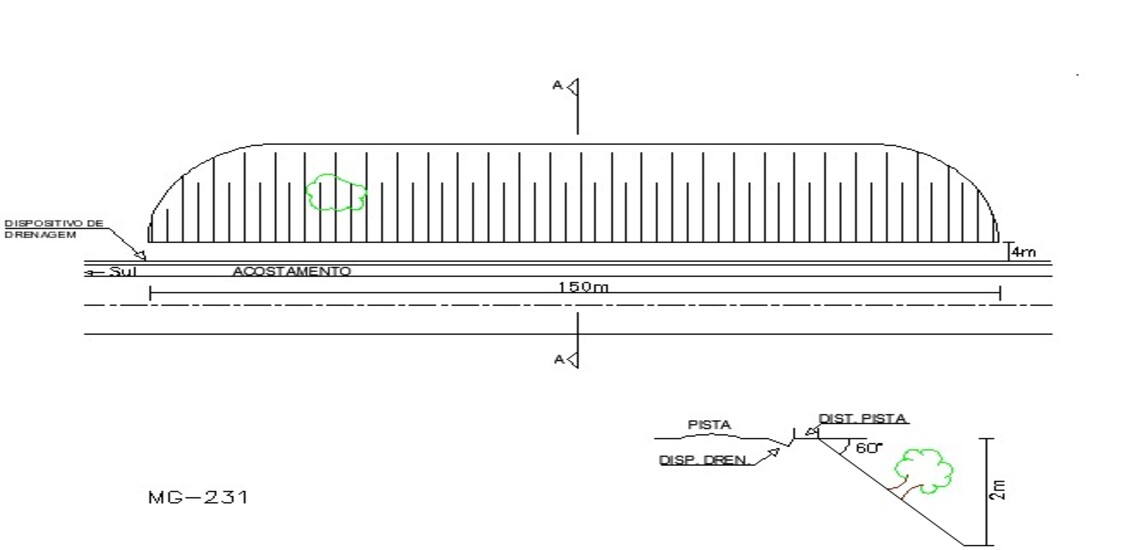 A
DISPOSITIVO DE
DRENAGEM
4m
Sul
ACOSTAMENTO
150m
A
DIST. PISTA
PISTA
60°
DISP. DREN.
2m
MG-231